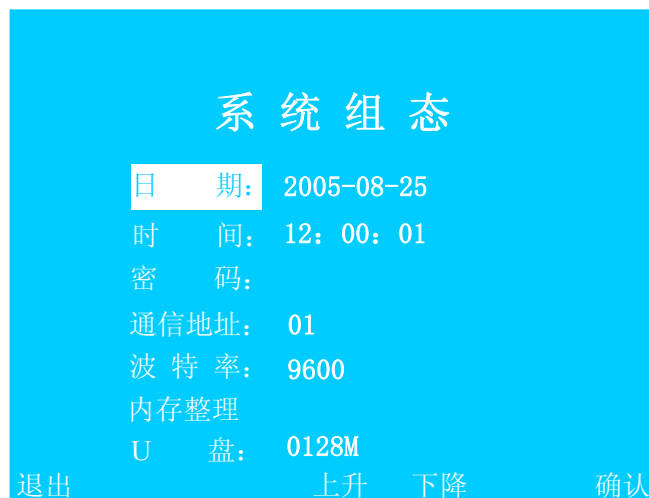 系 统 组 态
日 期： 2005-08-25
时 间： 12：00：01
密 码：
通信地址： 01
波 特 率： 9600
内存整理
U 盘： 0128M
退出 上升 下降 确认